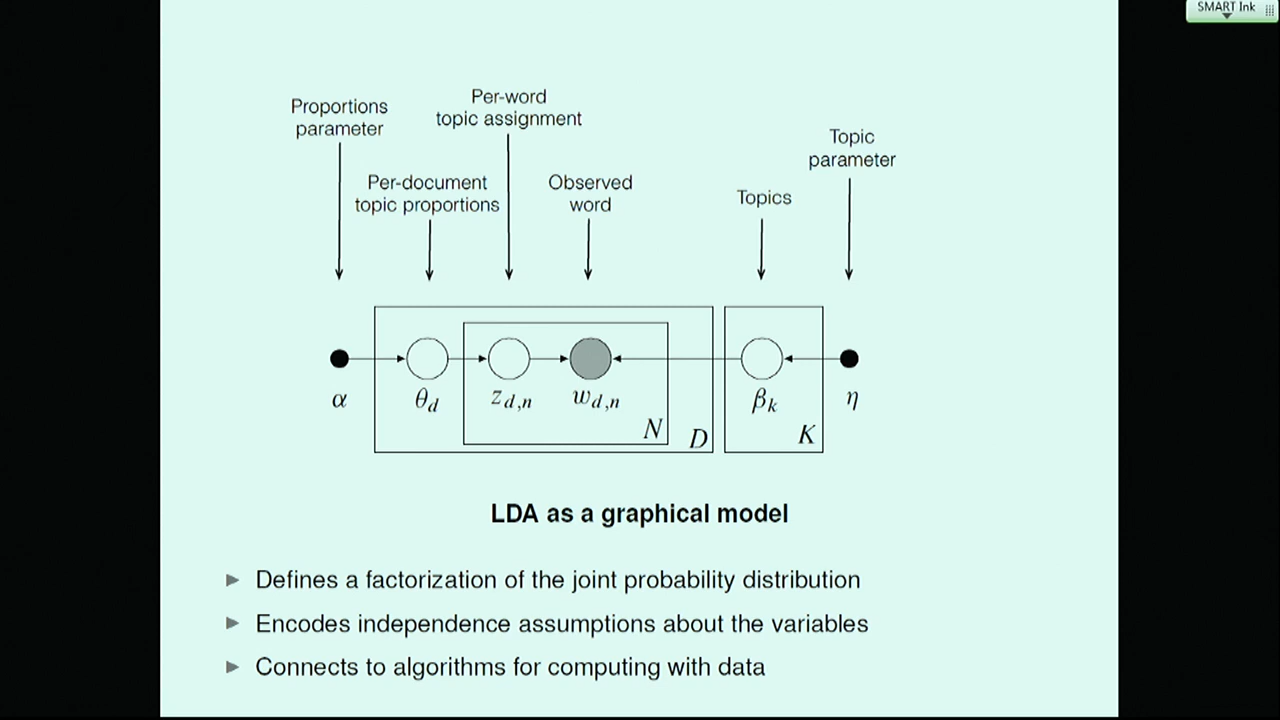 SMART Ink
Proportions
parameter
Per-word
topic assignment
Per-document
topic proportions
Observed
word
Topics
Topic
parameter
α
θd
zd,n
wd,n
N
D
βk
K
η
LDA as a graphical model
Defines a factorization of the joint probability distribution
Encodes independence assumptions about the variables
Connects to algorithms for computing with data